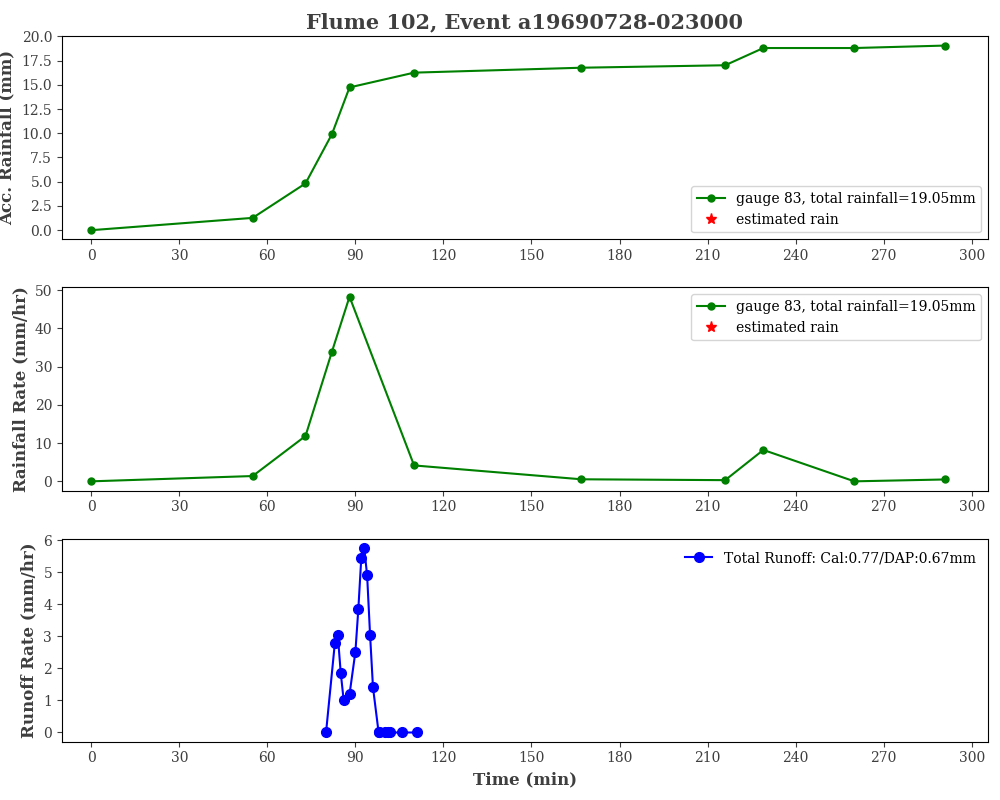 Flume 102, Event a19690728-023000
Acc. Rainfall (mm)
20.0
17.5
15.0
12.5
10.0
7.5
5.0
2.5
0.0
gauge 83, total rainfall=19.05mm
estimated rain
0 30 60 90 120 150 180 210 240 270 300
Rainfall Rate (mm/hr)
50
40
30
20
10
0
gauge 83, total rainfall=19.05mm
estimated rain
0 30 60 90 120 150 180 210 240 270 300
Runoff Rate (mm/hr)
6
5
4
3
2
1
0
Total Runoff: Cal:0.77/DAP:0.67mm
0 30 60 90 120 150 180 210 240 270 300
Time (min)